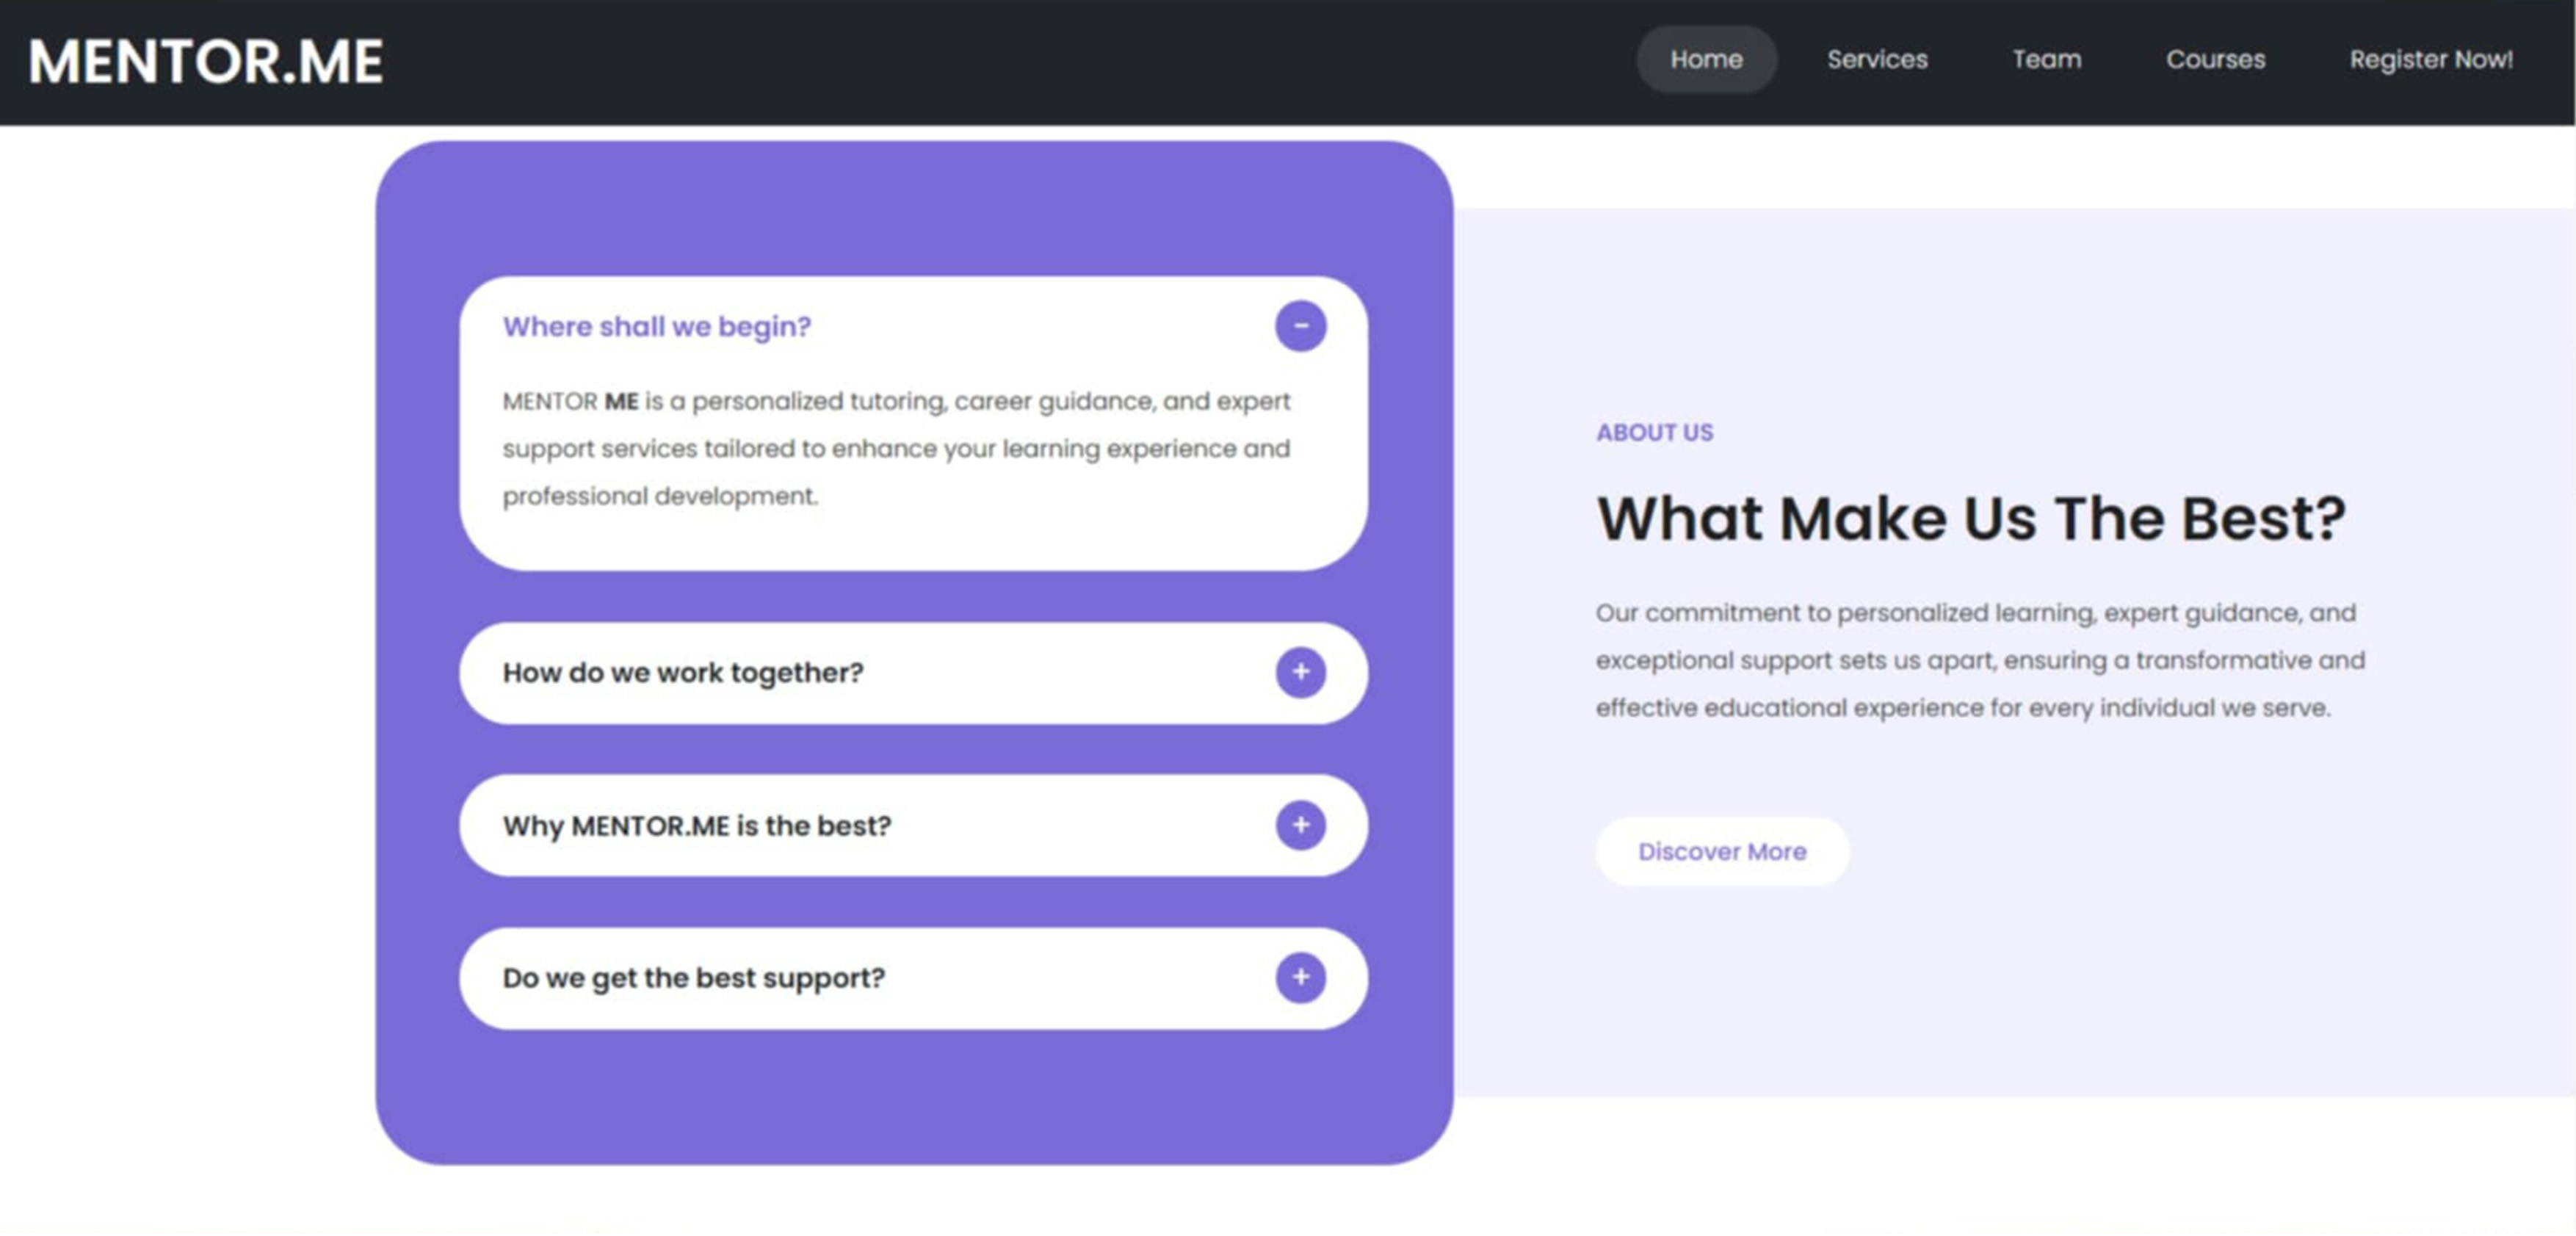 MENTOR.ME
Home Services Team Courses Register Now!
Where shall we begin? -
MENTOR ME is a personalized tutoring, career guidance, and expert
support services tailored to enhance your learning experience and
professional development.
How do we work together? +
Why MENTOR.ME is the best? +
Do we get the best support? +
ABOUT US
What Make Us The Best?
Our commitment to personalized learning, expert guidance, and
exceptional support sets us apart, ensuring a transformative and
effective educational experience for every individual we serve.
Discover More